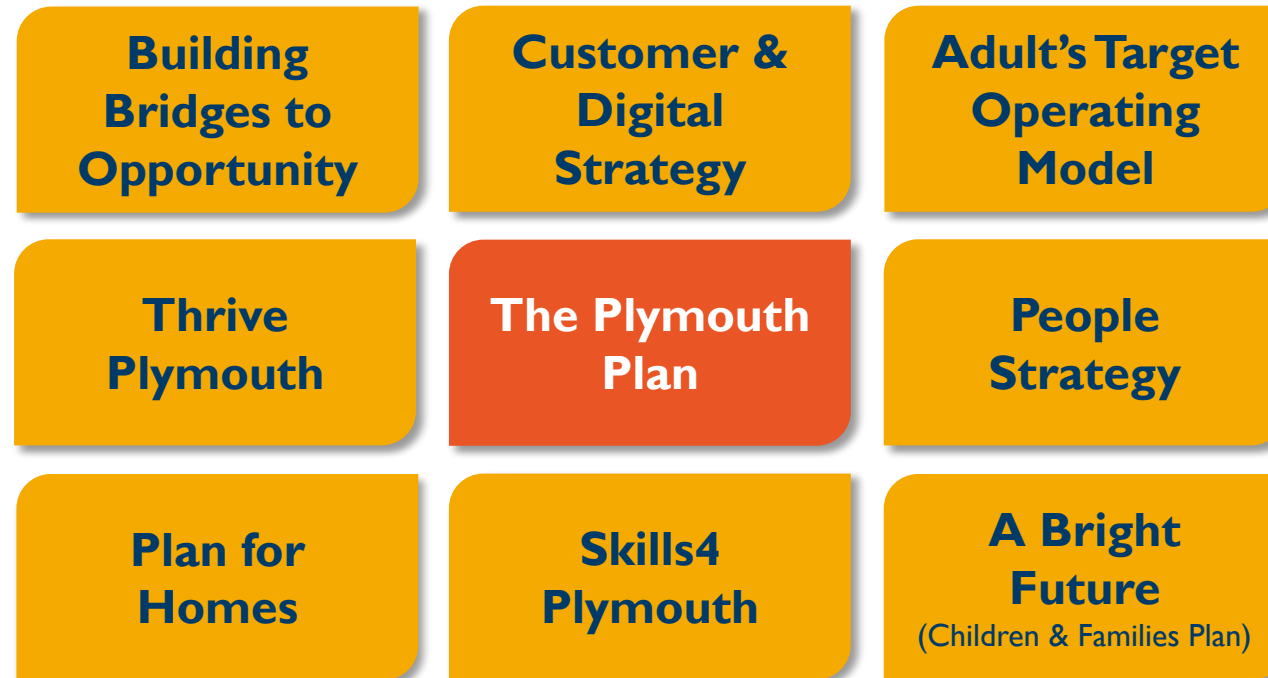 Building
Bridges to
Opportunity
Customer &
Digital
Strategy
Adult's Target
Operating
Model
Thrive
Plymouth
The Plymouth
Plan
People
Strategy
Plan for
Homes
Skills4
Plymouth
A Bright
Future
(Children & Families Plan)